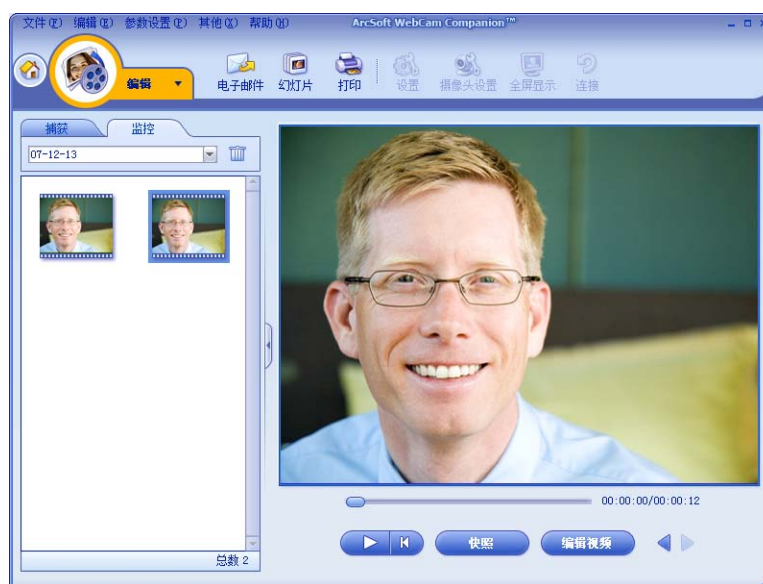 文件(F) 编辑(E) 参数设置(P) 其他(X) 帮助(H) ArcSoft WebCam Companion™
编辑 电子邮件 幻灯片 打印 设置 摄像头设置 全屏显示 连接
捕获 监控
07-12-13
00:00:00/00:00:12
快照 编辑视频
总数 2